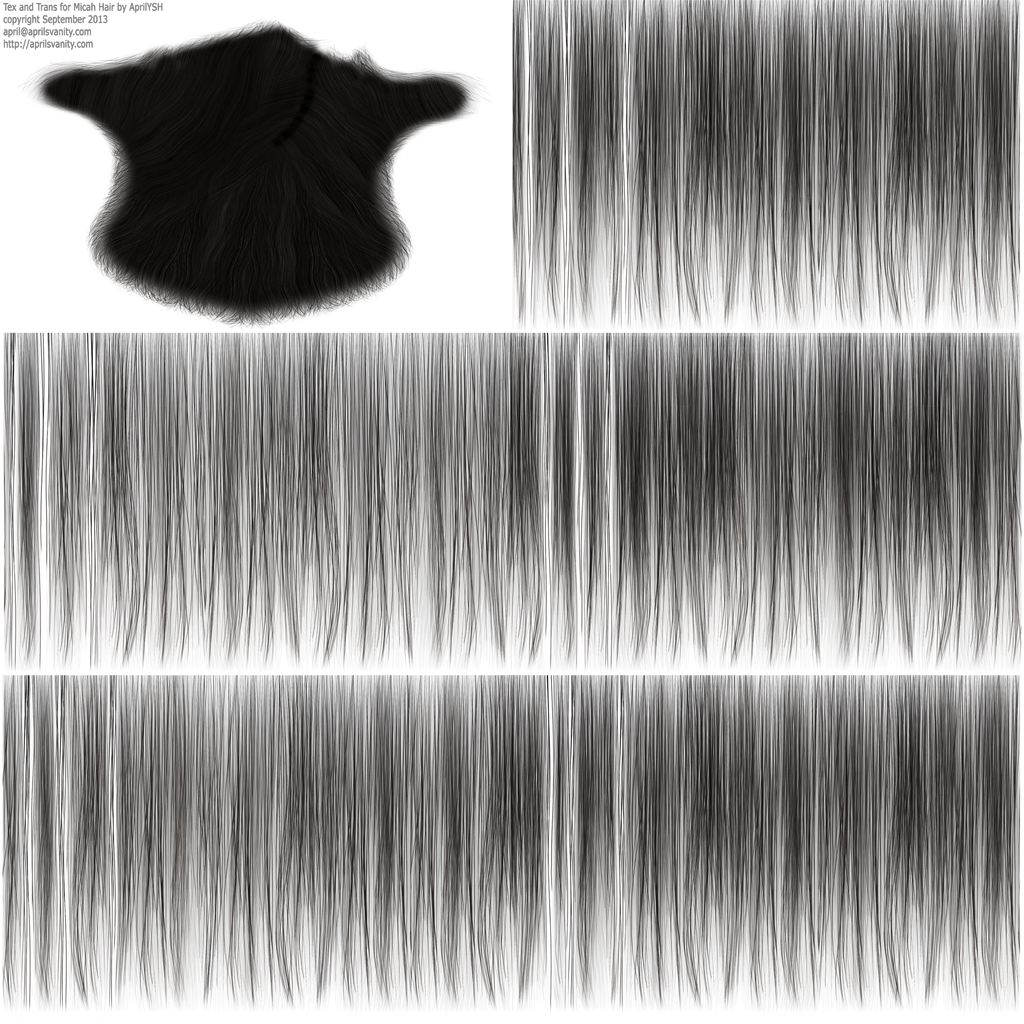 Tex and Trans for Micah Hair by AprilYSH
copyright September 2013
april@aprilsvanity.com
http://aprilsvanity.com